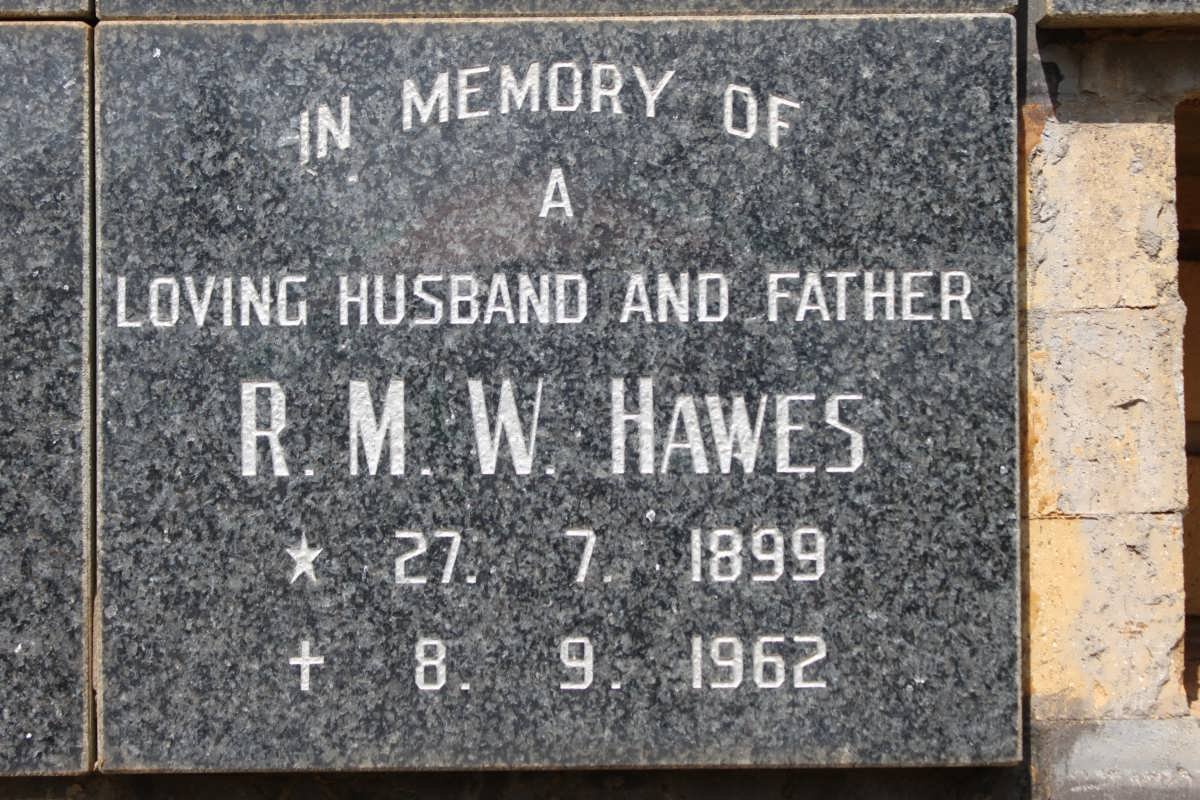 IN MEMORY OF
A
LOVING HUSBAND AND FATHER
R. M. W. HAWES
★ 27. 7. 1899
✝ 8. 9. 1962